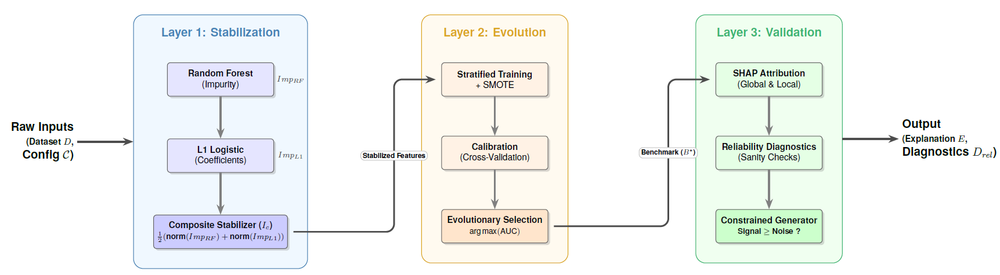 Raw Inputs
(Dataset D,
Config C)
Layer 1: Stabilization
Random Forest
(Impurity)
Imp_RF
L1 Logistic
(Coefficients)
Imp_L1
Composite Stabilizer (I_c)
½(norm(Imp_RF) + norm(Imp_L1))
Stabilized Features
Layer 2: Evolution
Stratified Training
+ SMOTE
Calibration
(Cross-Validation)
Evolutionary Selection
arg max(AUC)
Benchmark (B*)
Layer 3: Validation
SHAP Attribution
(Global & Local)
Reliability Diagnostics
(Sanity Checks)
Constrained Generator
Signal ≥ Noise ?
Output
(Explanation E,
Diagnostics D_rel)